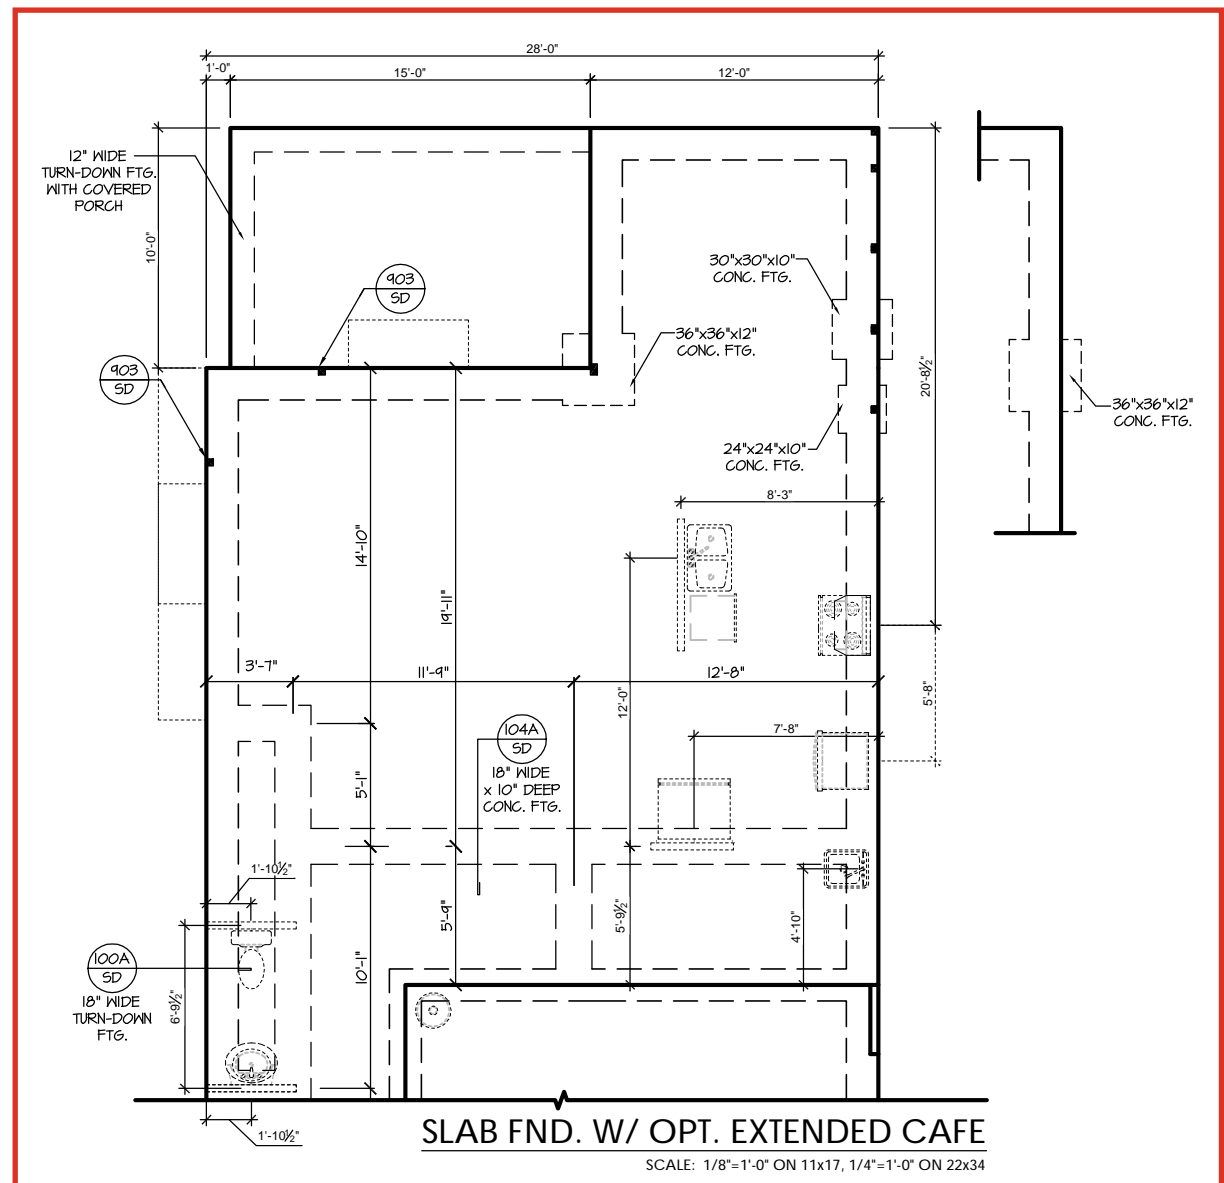 28'-0"
1'-0"
15'-0"
12'-0"
12" WIDE
TURN-DOWN FTG.
WITH COVERED
PORCH
10'-0"
903
SD
30"x30"x10"
CONC. FTG.
36"x36"x12"
CONC. FTG.
903
SD
20'-8½"
36"x36"x12"
CONC. FTG.
24"x24"x10"
CONC. FTG.
8'-3"
14'-10"
19'-11"
3'-7"
11'-9"
12'-8"
12'-0"
5'-8"
7'-8"
104A
SD
18" WIDE
x 10" DEEP
CONC. FTG.
5'-1"
1'-10½"
5'-9"
5'-9½"
4'-10"
100A
SD
18" WIDE
TURN-DOWN
FTG.
6'-9½"
10'-1"
1'-10½"
SLAB FND. W/ OPT. EXTENDED CAFE
SCALE: 1/8"=1'-0" ON 11x17, 1/4"=1'-0" ON 22x34